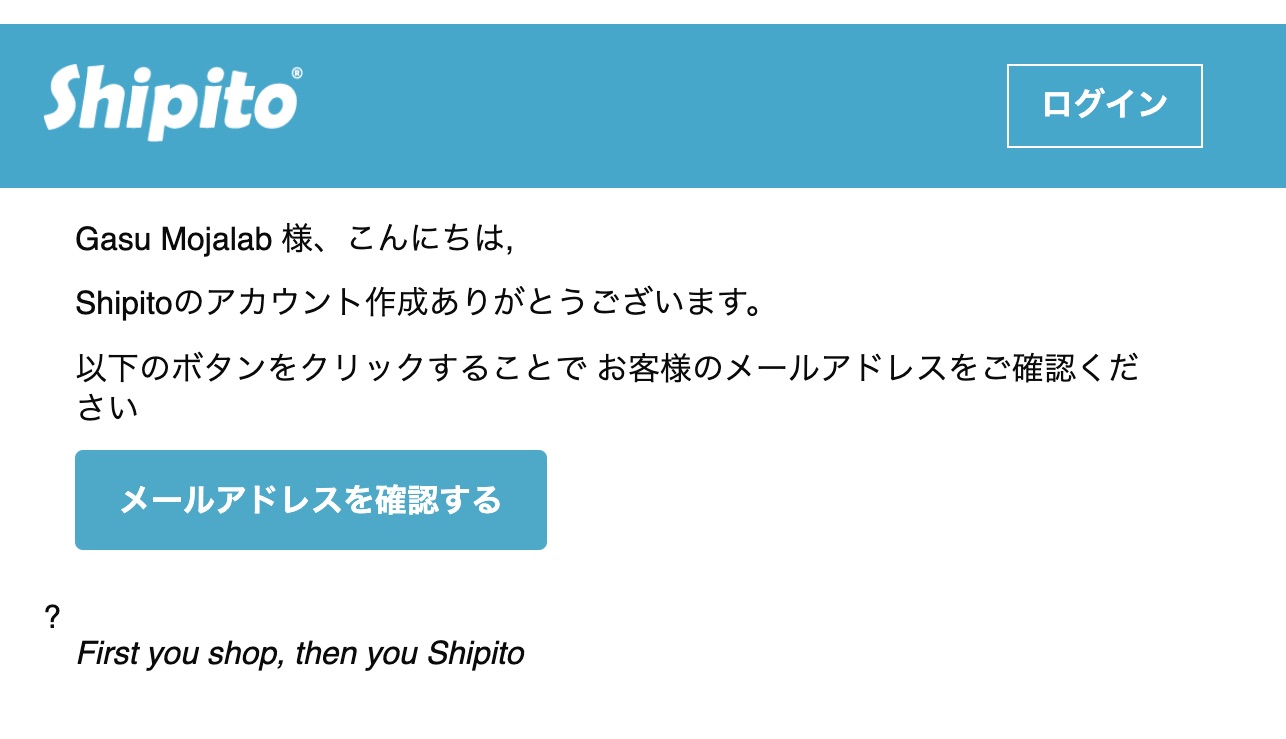 Shipito®
ログイン
Gasu Mojalab 様、こんにちは,
Shipitoのアカウント作成ありがとうございます。
以下のボタンをクリックすることで お客様のメールアドレスをご確認くだ
さい
メールアドレスを確認する
?
First you shop, then you Shipito